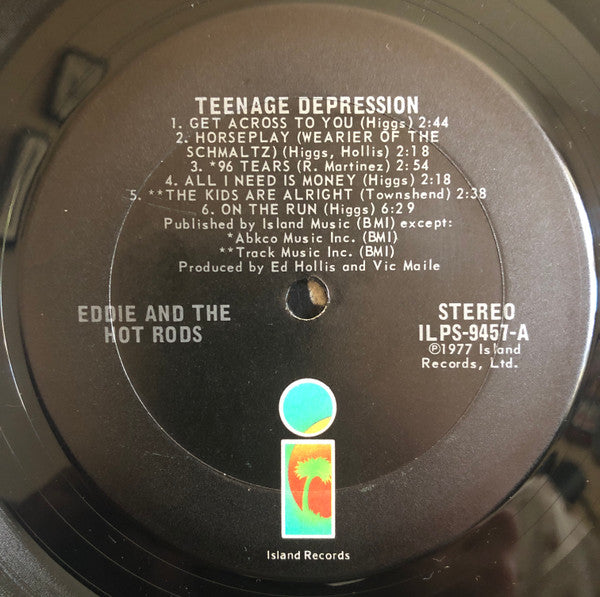 TEENAGE DEPRESSION
1. GET ACROSS TO YOU (Higgs) 2:44
2. HORSEPLAY (WEARIER OF THE
SCHMALTZ) (Higgs, Hollis) 2:18
3. *96 TEARS (R. Martinez) 2:54
4. ALL I NEED IS MONEY (Higgs) 2:18
5. **THE KIDS ARE ALRIGHT (Townshend) 2:38
6. ON THE RUN (Higgs) 6:29
Published by Island Music (BMI) except:
*Abkco Music Inc. (BMI)
**Track Music Inc. (BMI)
Produced by Ed Hollis and Vic Maile
EDDIE AND THE
HOT RODS
STEREO
ILPS-9457-A
℗1977 Island
Records, Ltd.
Island Records